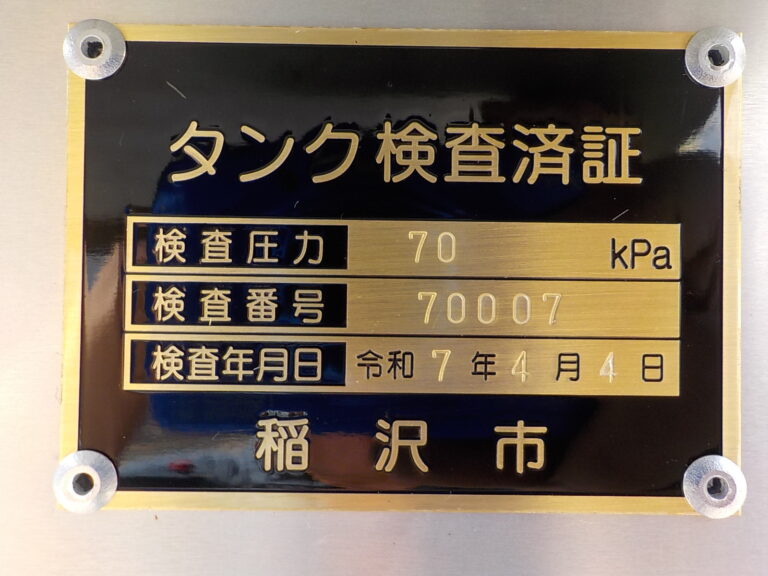 タンク検査済証
検査圧力 70 kPa
検査番号 70007
検査年月日 令和 7 年 4 月 4 日
稲沢市